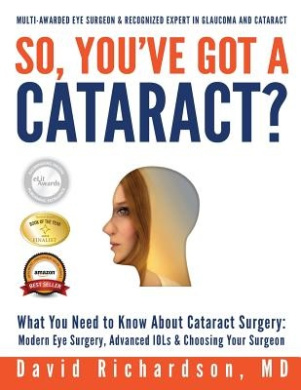 MULTI-AWARDED EYE SURGEON & RECOGNIZED EXPERT IN GLAUCOMA AND CATARACT
SO, YOU'VE GOT A
CATARACT?
eLit
Awards
BOOK OF THE YEAR
FINALIST
amazon
BEST SELLER
What You Need to Know About Cataract Surgery:
Modern Eye Surgery, Advanced IOLs & Choosing Your Surgeon
David Richardson, MD